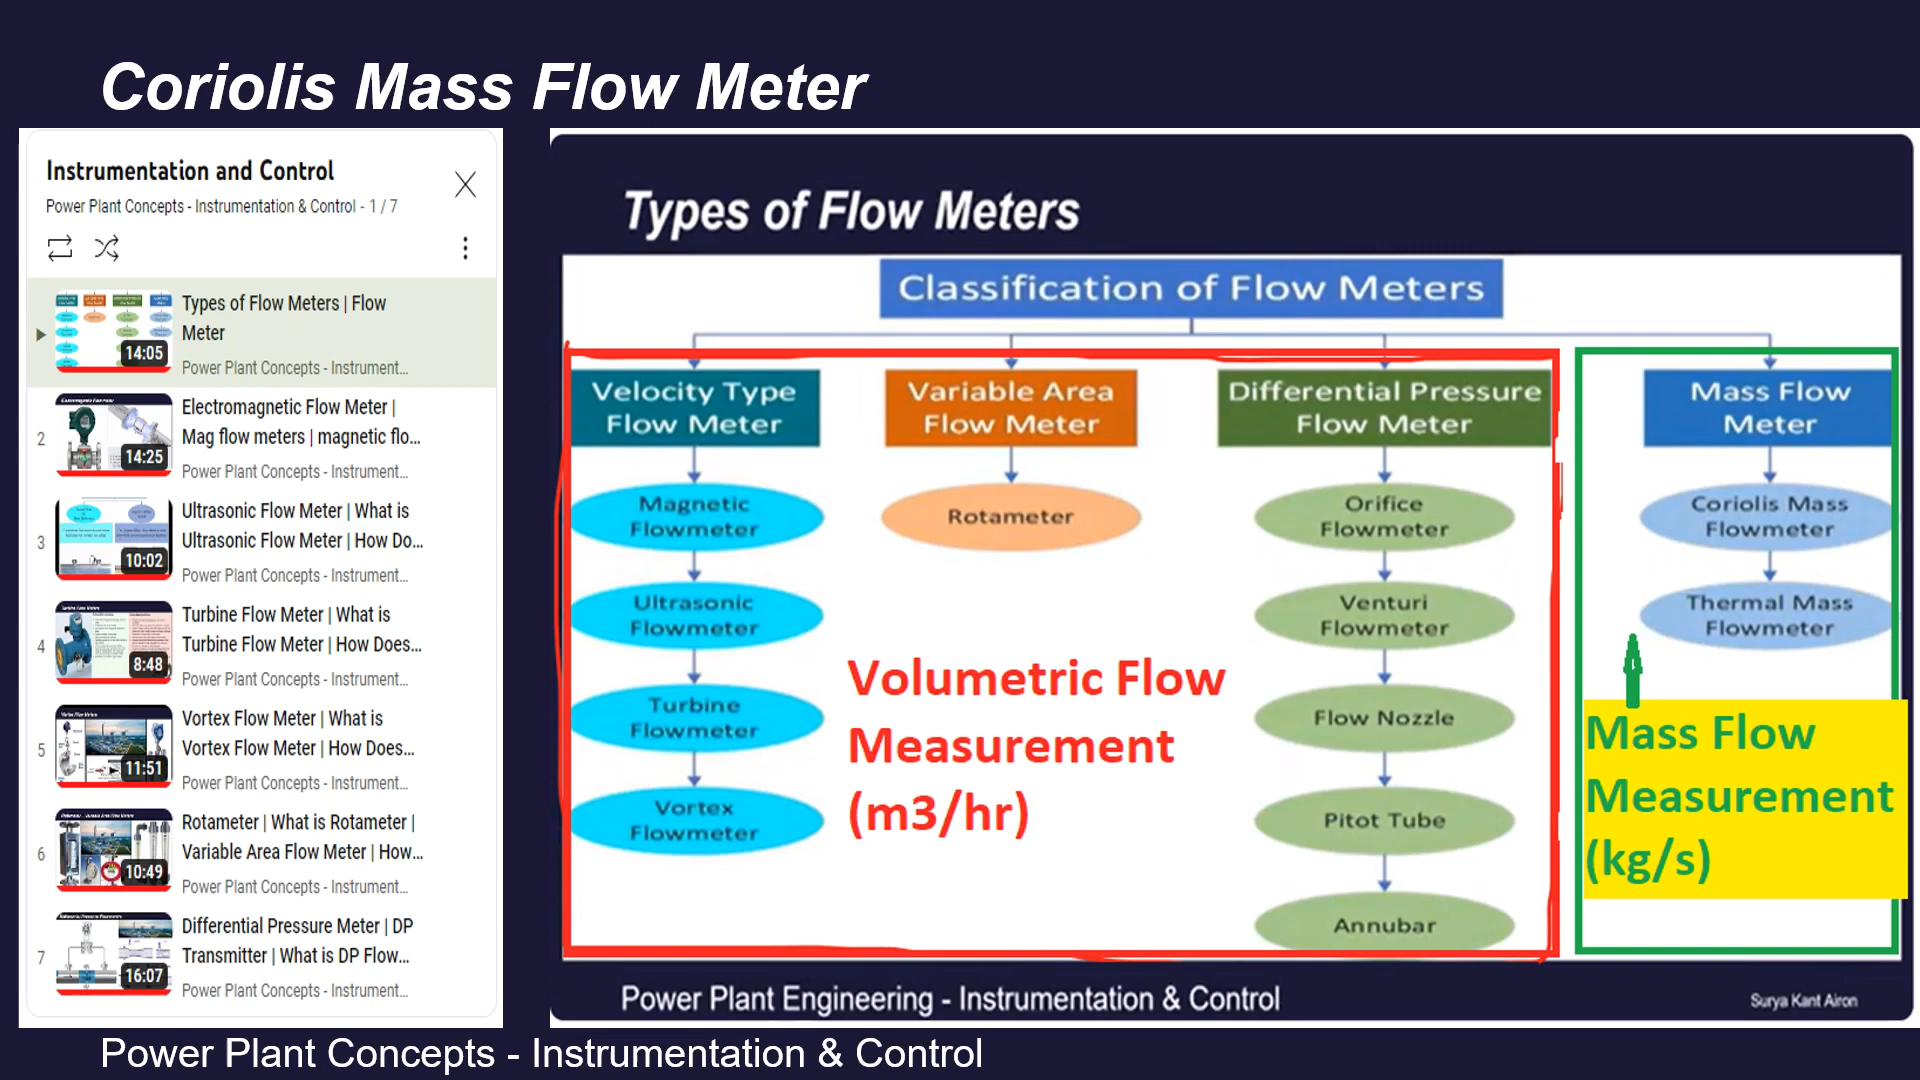 Coriolis Mass Flow Meter
Instrumentation and Control
Power Plant Concepts - Instrumentation & Control - 1 / 7
Types of Flow Meters | Flow
Meter
14:05
Power Plant Concepts - Instrument...
2
Electromagnetic Flow Meter |
Mag flow meters | magnetic flo...
14:25
Power Plant Concepts - Instrument...
3
Ultrasonic Flow Meter | What is
Ultrasonic Flow Meter | How Do...
10:02
Power Plant Concepts - Instrument...
4
Turbine Flow Meter | What is
Turbine Flow Meter | How Does...
8:48
Power Plant Concepts - Instrument...
5
Vortex Flow Meter | What is
Vortex Flow Meter | How Does...
11:51
Power Plant Concepts - Instrument...
6
Rotameter | What is Rotameter |
Variable Area Flow Meter | How...
10:49
Power Plant Concepts - Instrument...
7
Differential Pressure Meter | DP
Transmitter | What is DP Flow...
16:07
Power Plant Concepts - Instrument...
Types of Flow Meters
Classification of Flow Meters
Velocity Type
Flow Meter
Magnetic
Flowmeter
Ultrasonic
Flowmeter
Turbine
Flowmeter
Vortex
Flowmeter
Variable Area
Flow Meter
Rotameter
Volumetric Flow
Measurement
(m3/hr)
Differential Pressure
Flow Meter
Orifice
Flowmeter
Venturi
Flowmeter
Flow Nozzle
Pitot Tube
Annubar
Mass Flow
Meter
Coriolis Mass
Flowmeter
Thermal Mass
Flowmeter
Mass Flow
Measurement
(kg/s)
Power Plant Engineering - Instrumentation & Control
Surya Kant Airon
Power Plant Concepts - Instrumentation & Control